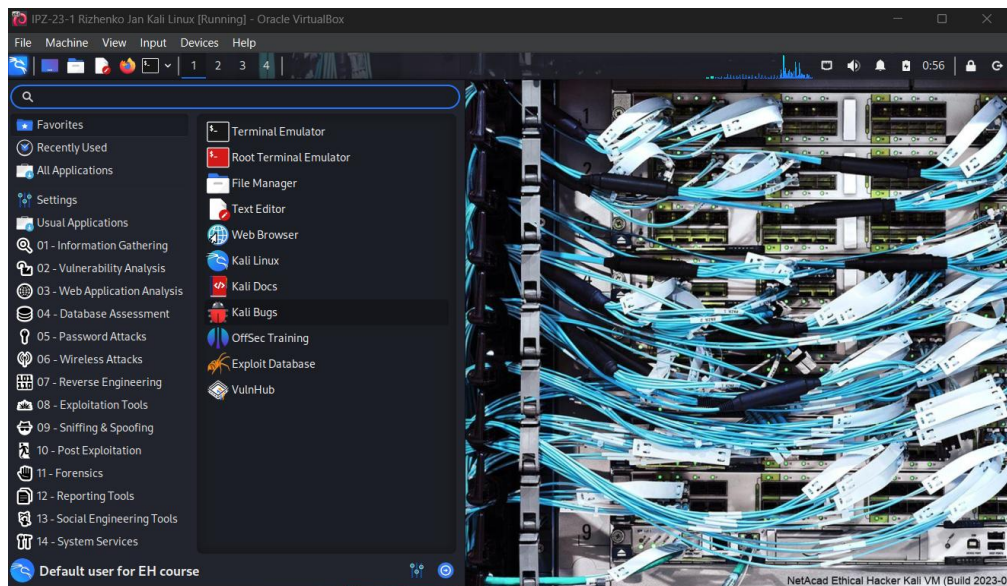 IPZ-23-1 Rizhenko Jan Kali Linux [Running] - Oracle VirtualBox
File Machine View Input Devices Help
1 2 3 4
0:56
Favorites
Recently Used
All Applications
Settings
Usual Applications
01 - Information Gathering
02 - Vulnerability Analysis
03 - Web Application Analysis
04 - Database Assessment
05 - Password Attacks
06 - Wireless Attacks
07 - Reverse Engineering
08 - Exploitation Tools
09 - Sniffing & Spoofing
10 - Post Exploitation
11 - Forensics
12 - Reporting Tools
13 - Social Engineering Tools
14 - System Services
Terminal Emulator
Root Terminal Emulator
File Manager
Text Editor
Web Browser
Kali Linux
Kali Docs
Kali Bugs
OffSec Training
Exploit Database
VulnHub
Default user for EH course
1
2
9
NetAcad Ethical Hacker Kali VM (Build